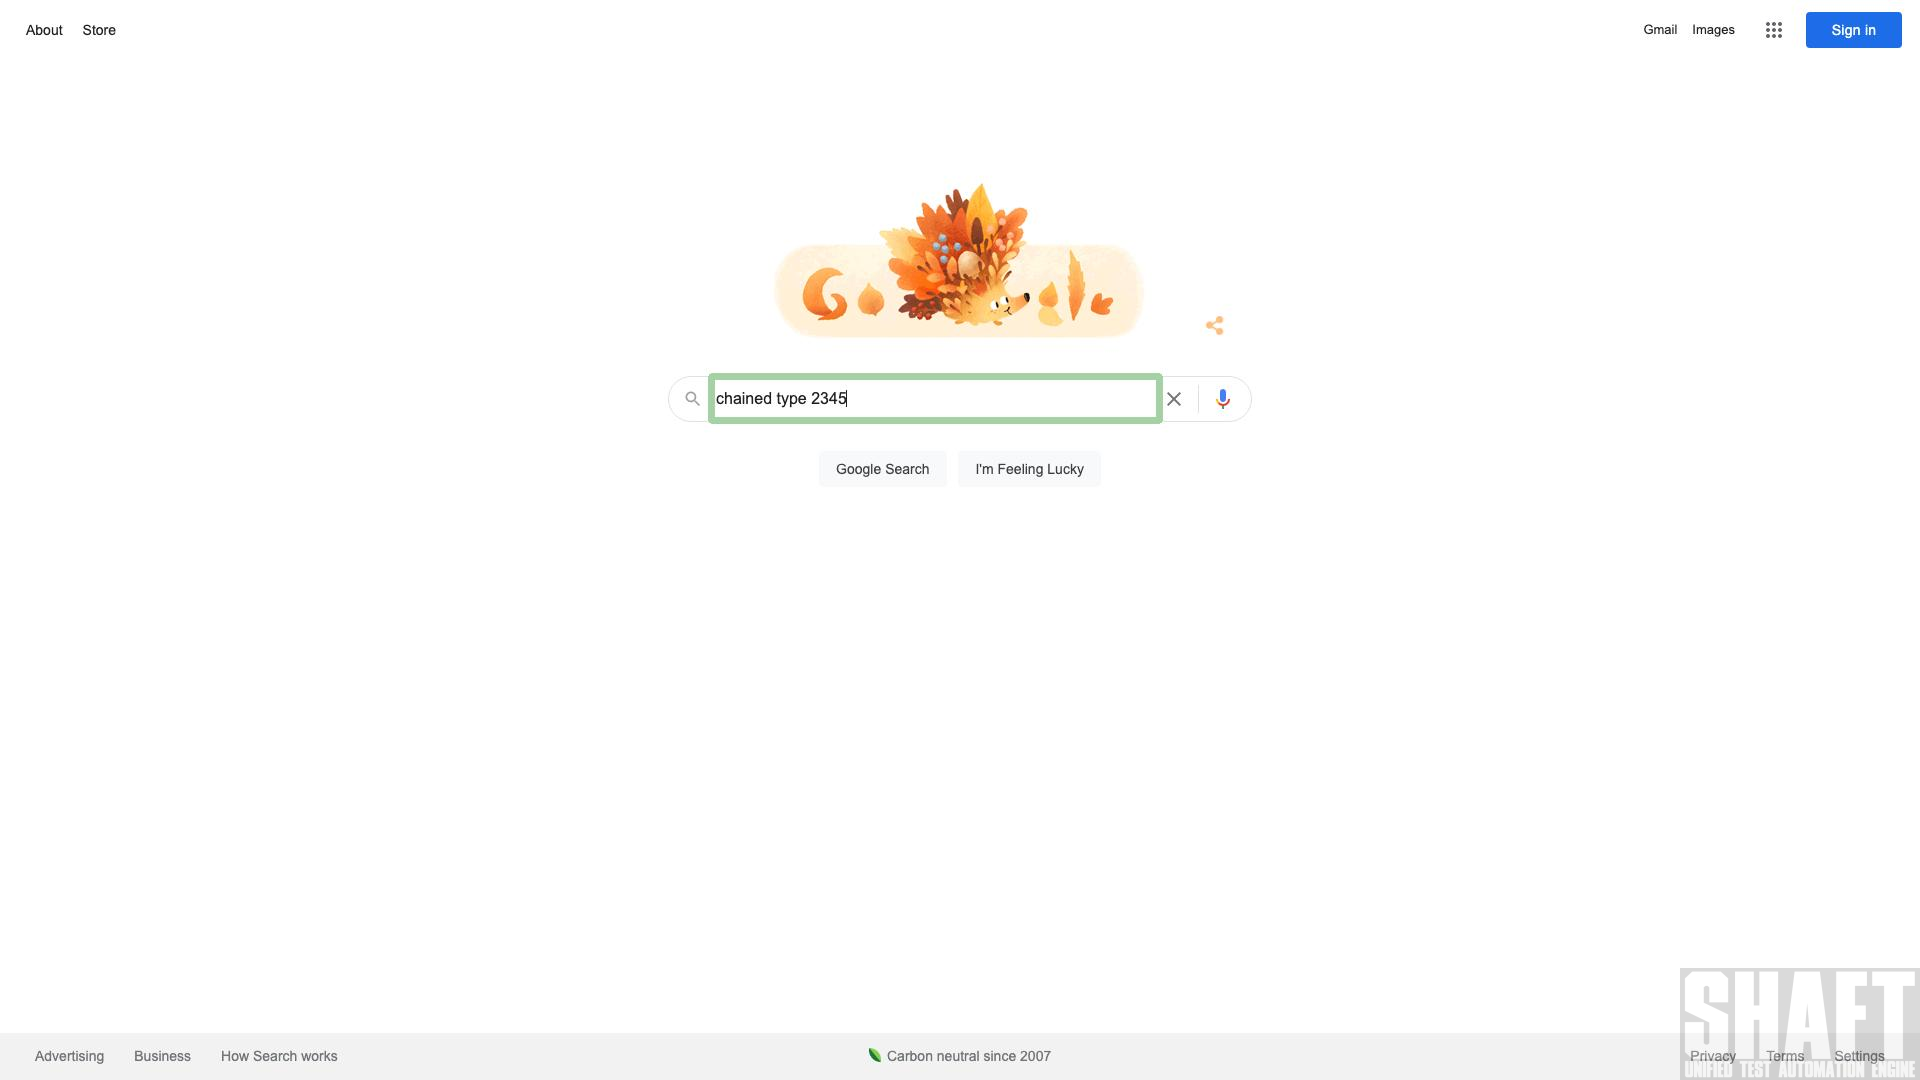 About Store
Gmail Images Sign in
chained type 2345
Google Search I'm Feeling Lucky
SHAFT
UNIFIED TEST AUTOMATION ENGINE
Advertising Business How Search works
Carbon neutral since 2007
Privacy Terms Settings